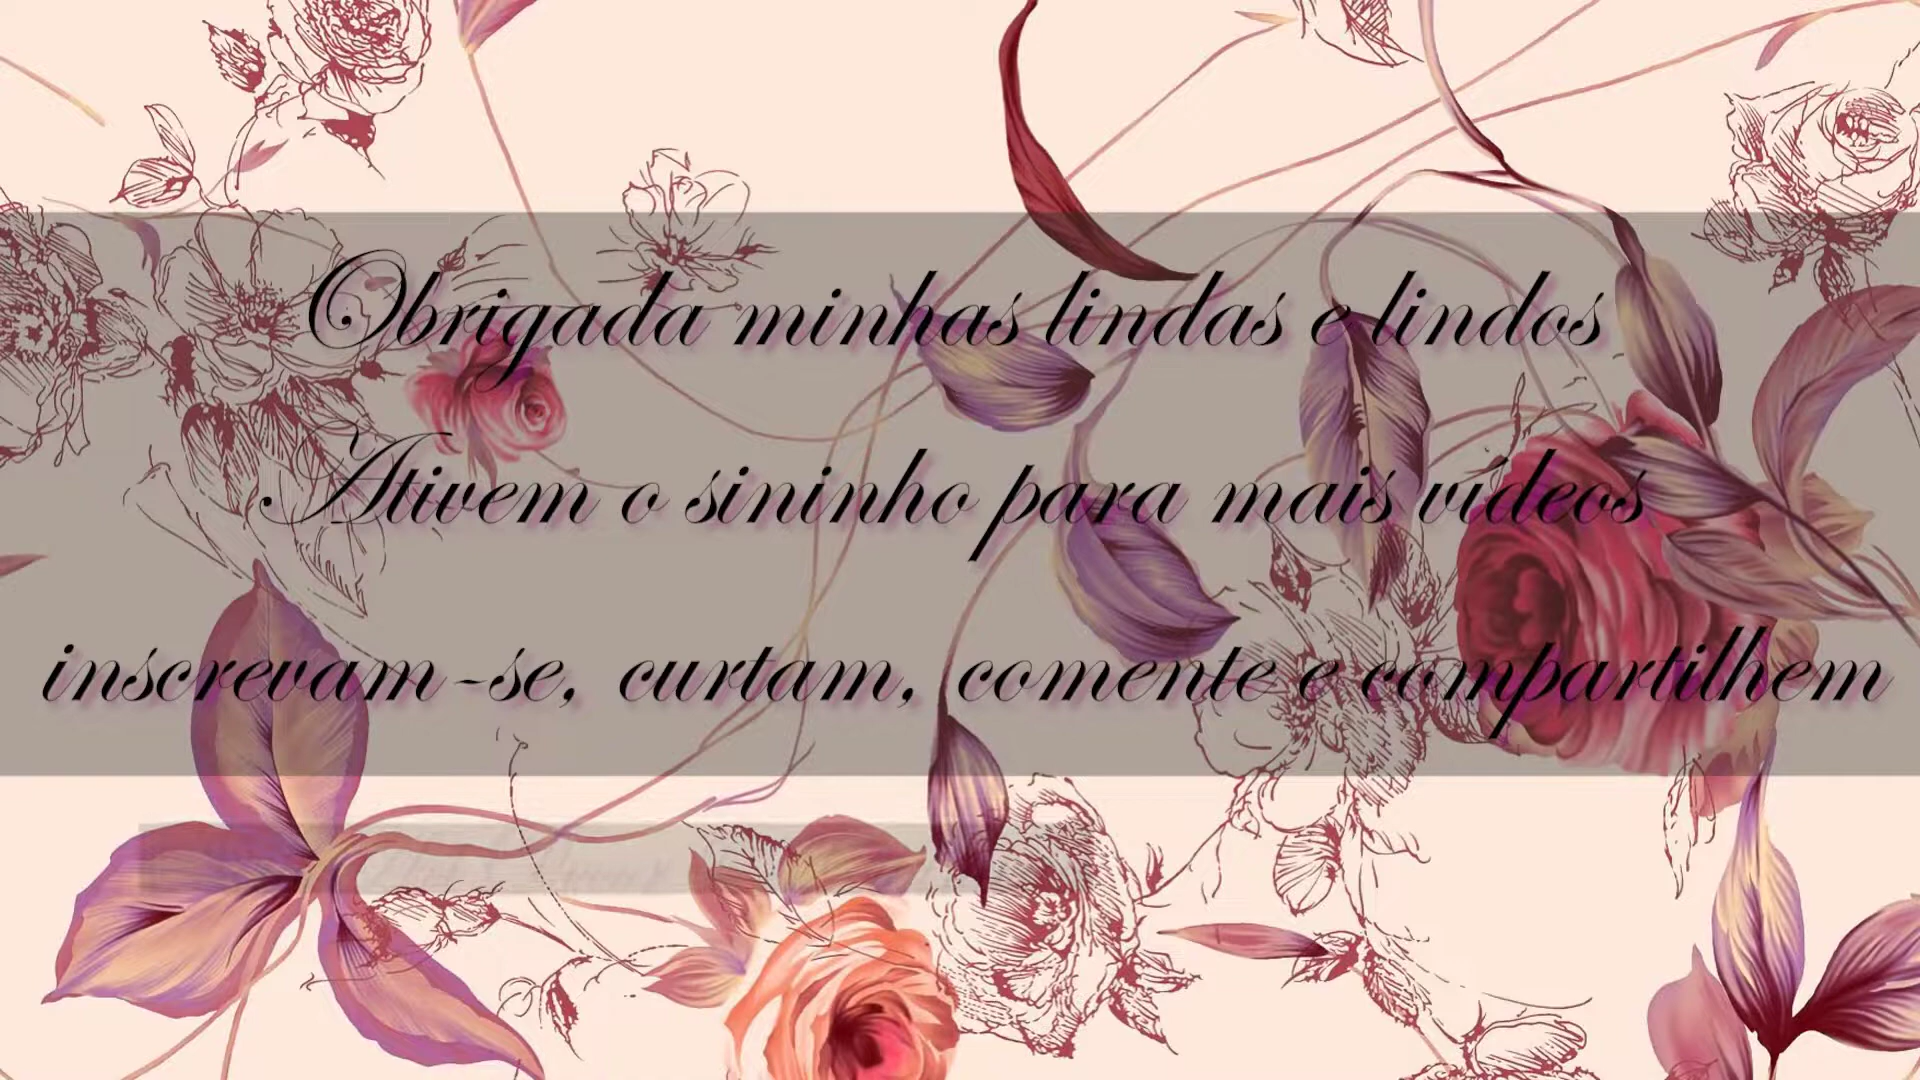 Obrigada minhas lindas e lindos
Ativem o sininho para mais vídeos
inscrevam-se, curtam, comente e compartilhem